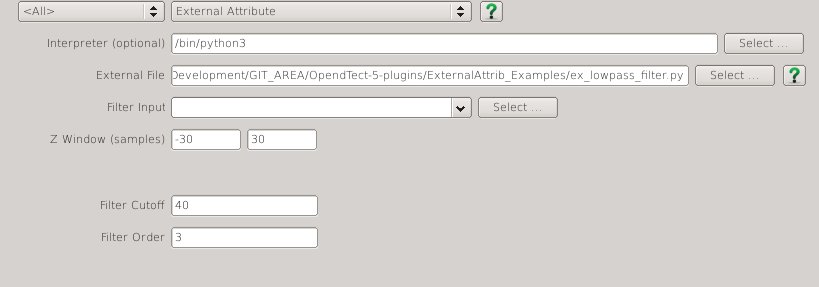 <All> External Attribute ?
Interpreter (optional) /bin/python3 Select ...
External File Development/GIT_AREA/OpendTect-5-plugins/ExternalAttrib_Examples/ex_lowpass_filter.py Select ... ?
Filter Input Select ...
Z Window (samples) -30 30
Filter Cutoff 40
Filter Order 3